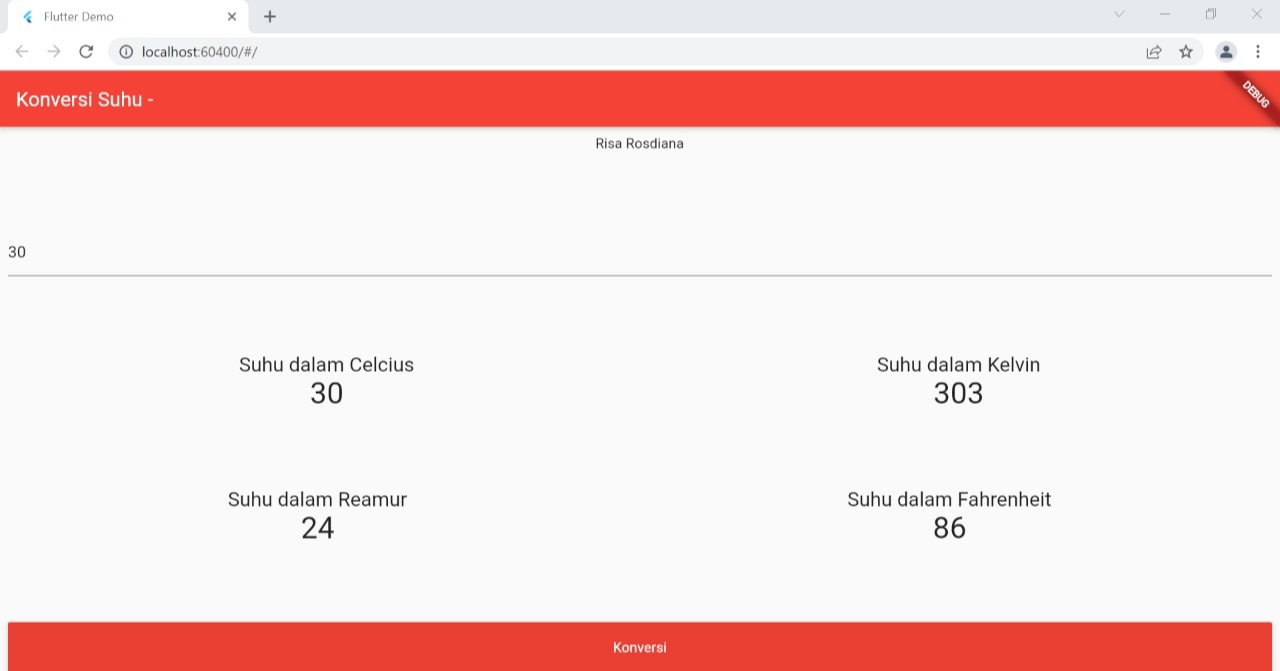 Flutter Demo
localhost:60400/#/
Konversi Suhu -
DEBUG
Risa Rosdiana
30
Suhu dalam Celcius
30
Suhu dalam Kelvin
303
Suhu dalam Reamur
24
Suhu dalam Fahrenheit
86
Konversi